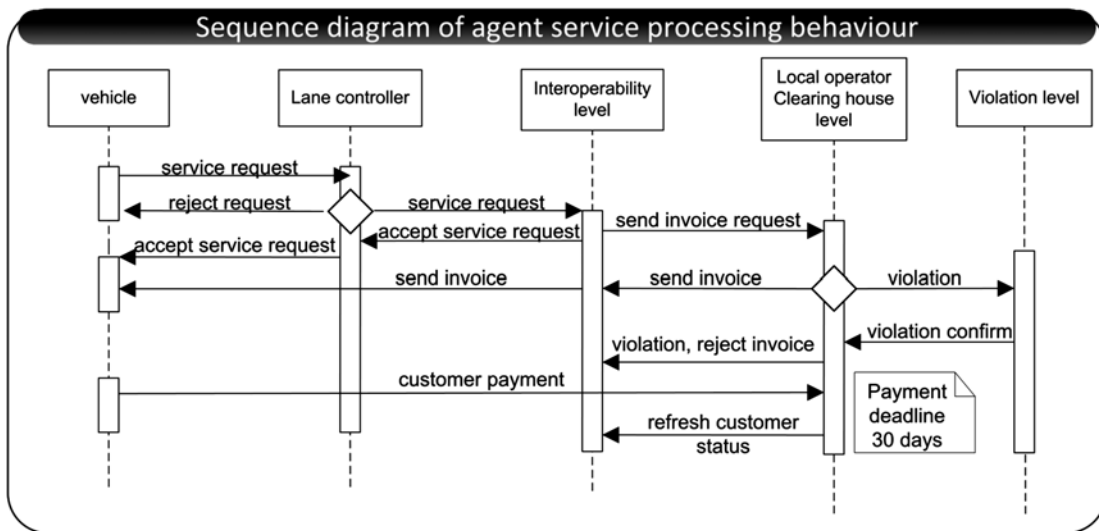 Sequence diagram of agent service processing behaviour
vehicle
Lane controller
Interoperability
level
Local operator
Clearing house
level
Violation level
service request
reject request
service request
send invoice request
accept service request
accept service request
send invoice
send invoice
violation
violation confirm
violation, reject invoice
customer payment
Payment
deadline
30 days
refresh customer
status